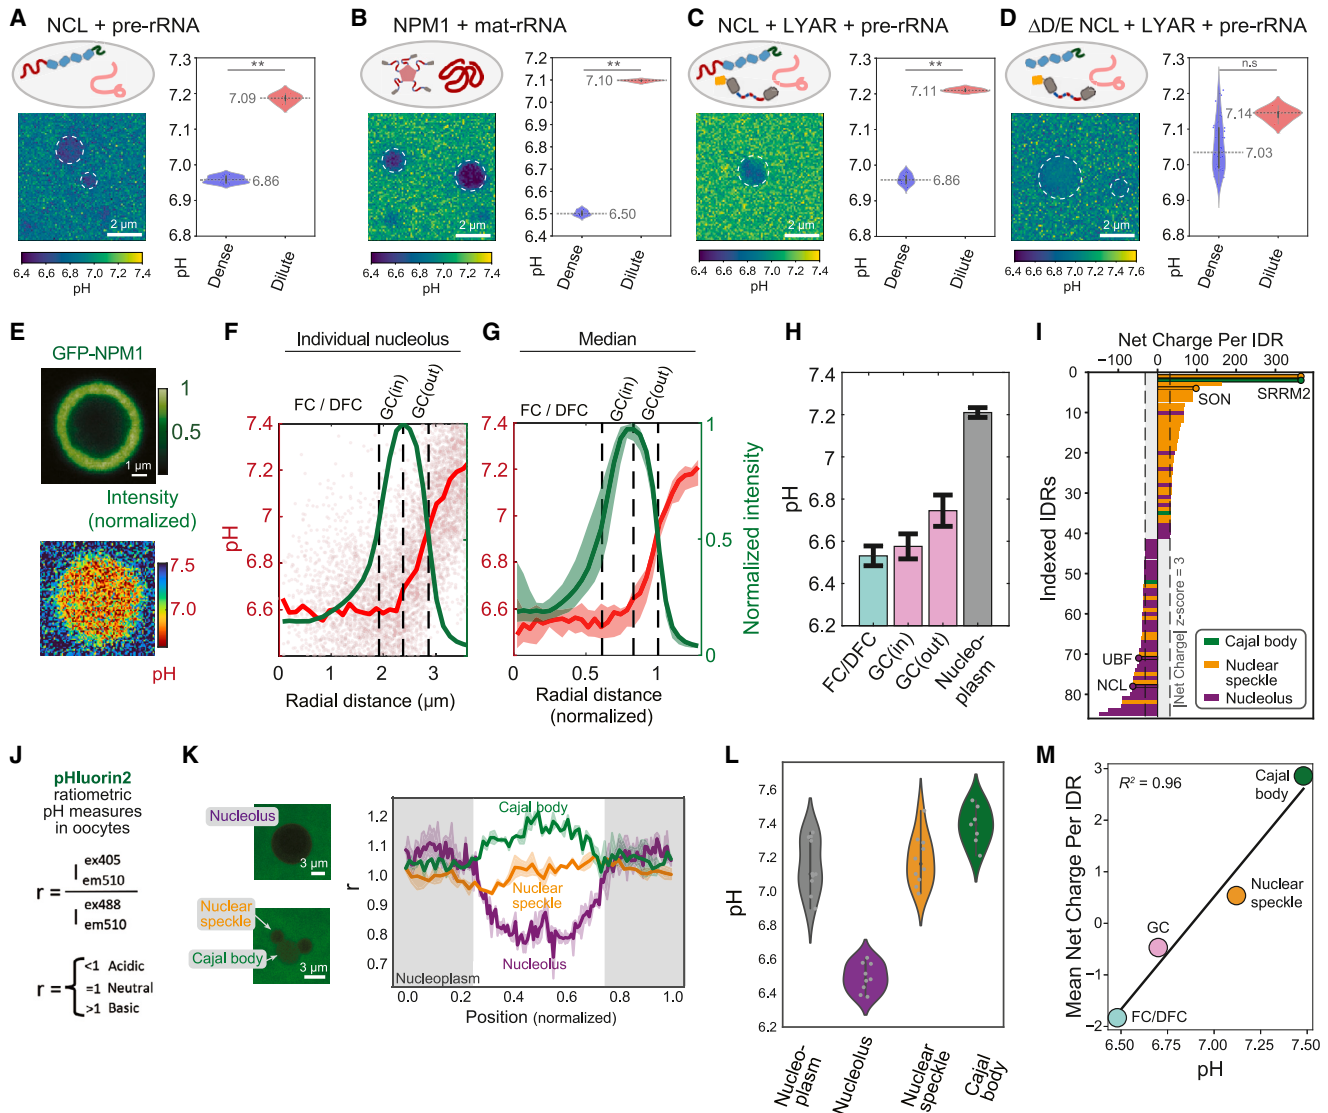 A
NCL + pre-rRNA
7.3
7.2
7.1
7.0
6.9
6.8
**
7.09
6.86
2 μm
6.4 6.6 6.8 7.0 7.2 7.4
pH
pH
Dense
Dilute
B
NPM1 + mat-rRNA
7.2
7.1
7.0
6.9
6.8
6.7
6.6
6.5
6.4
**
7.10
6.50
2 μm
6.4 6.6 6.8 7.0 7.2 7.4
pH
pH
Dense
Dilute
C
NCL + LYAR + pre-rRNA
7.3
7.2
7.1
7.0
6.9
6.8
**
7.11
6.86
2 μm
6.4 6.6 6.8 7.0 7.2 7.4
pH
pH
Dense
Dilute
D
ΔD/E NCL + LYAR + pre-rRNA
7.3
7.2
7.1
7.0
6.9
6.8
n.s
7.14
7.03
2 μm
6.4 6.6 6.8 7.0 7.2 7.4 7.6
pH
pH
Dense
Dilute
E
GFP-NPM1
1
0.5
1 μm
Intensity
(normalized)
7.5
7.0
pH
F
Individual nucleolus
FC / DFC
GC(in)
GC(out)
7.4
7.2
7
6.8
6.6
pH
0 1 2 3
Radial distance (μm)
G
Median
FC / DFC
GC(in)
GC(out)
7.4
7.2
7
6.8
6.6
1
0.5
0
Normalized intensity
0 0.5 1
Radial distance
(normalized)
H
7.4
7.2
7
6.8
6.6
6.4
6.2
pH
FC/DFC
GC(in)
GC(out)
Nucleo-
plasm
I
Net Charge Per IDR
−100 0 100 200 300
0
10
20
30
40
50
60
70
80
Indexed IDRs
SON
SRRM2
UBF
NCL
|Net Charge| z-score = 3
Cajal body
Nuclear
speckle
Nucleolus
J
pHluorin2
ratiometric
pH measures
in oocytes
r =
I ex405
em510
I ex488
em510
r =
<1 Acidic
=1 Neutral
>1 Basic
K
Nucleolus
3 μm
Nuclear
speckle
Cajal body
3 μm
1.2
1.1
1.0
0.9
0.8
0.7
r
Cajal body
Nuclear
speckle
Nucleolus
Nucleoplasm
0.0 0.2 0.4 0.6 0.8 1.0
Position (normalized)
L
7.6
7.4
7.2
7.0
6.8
6.6
6.4
6.2
pH
Nucleo-
plasm
Nucleolus
Nuclear
speckle
Cajal
body
M
3
2
1
0
−1
−2
Mean Net Charge Per IDR
R² = 0.96
Cajal
body
Nuclear
speckle
GC
FC/DFC
6.50 6.75 7.00 7.25 7.50
pH